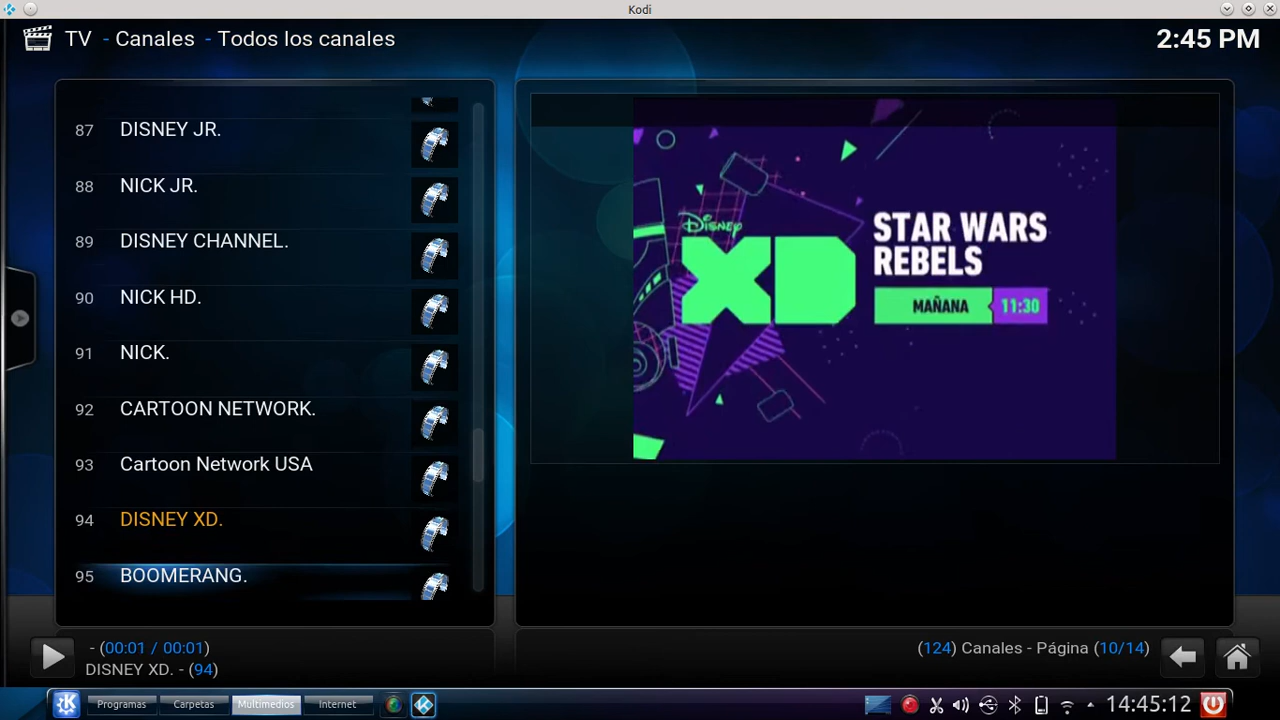 Kodi
TV - Canales - Todos los canales
2:45 PM
87 DISNEY JR.
88 NICK JR.
89 DISNEY CHANNEL.
90 NICK HD.
91 NICK.
92 CARTOON NETWORK.
93 Cartoon Network USA
94 DISNEY XD.
95 BOOMERANG.
Disney
XD
STAR WARS
REBELS
MAÑANA 11:30
- (00:01 / 00:01)
DISNEY XD. - (94)
(124) Canales - Página (10/14)
Programas Carpetas Multimedios Internet
14:45:12